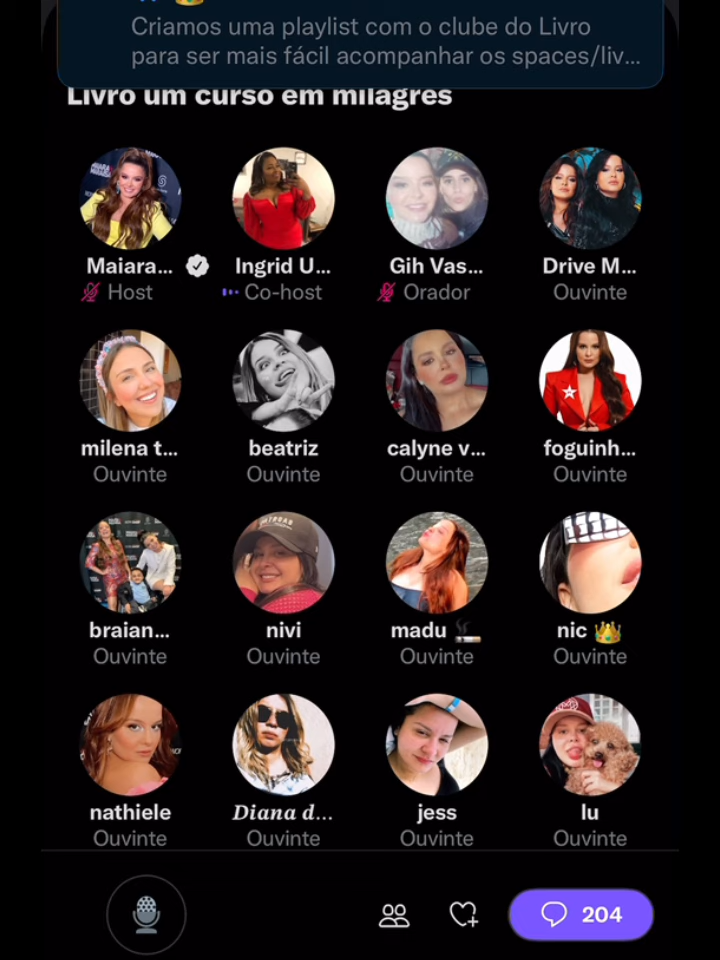 Criamos uma playlist com o clube do Livro
para ser mais fácil acompanhar os spaces/liv...
Livro um curso em milagres
Maiara... Ingrid U... Gih Vas... Drive M...
Host Co-host Orador Ouvinte
milena t... beatriz calyne v... foguinh...
Ouvinte Ouvinte Ouvinte Ouvinte
braian... nivi madu 🚬 nic 👑
Ouvinte Ouvinte Ouvinte Ouvinte
nathiele Diana d... jess lu
Ouvinte Ouvinte Ouvinte Ouvinte
204